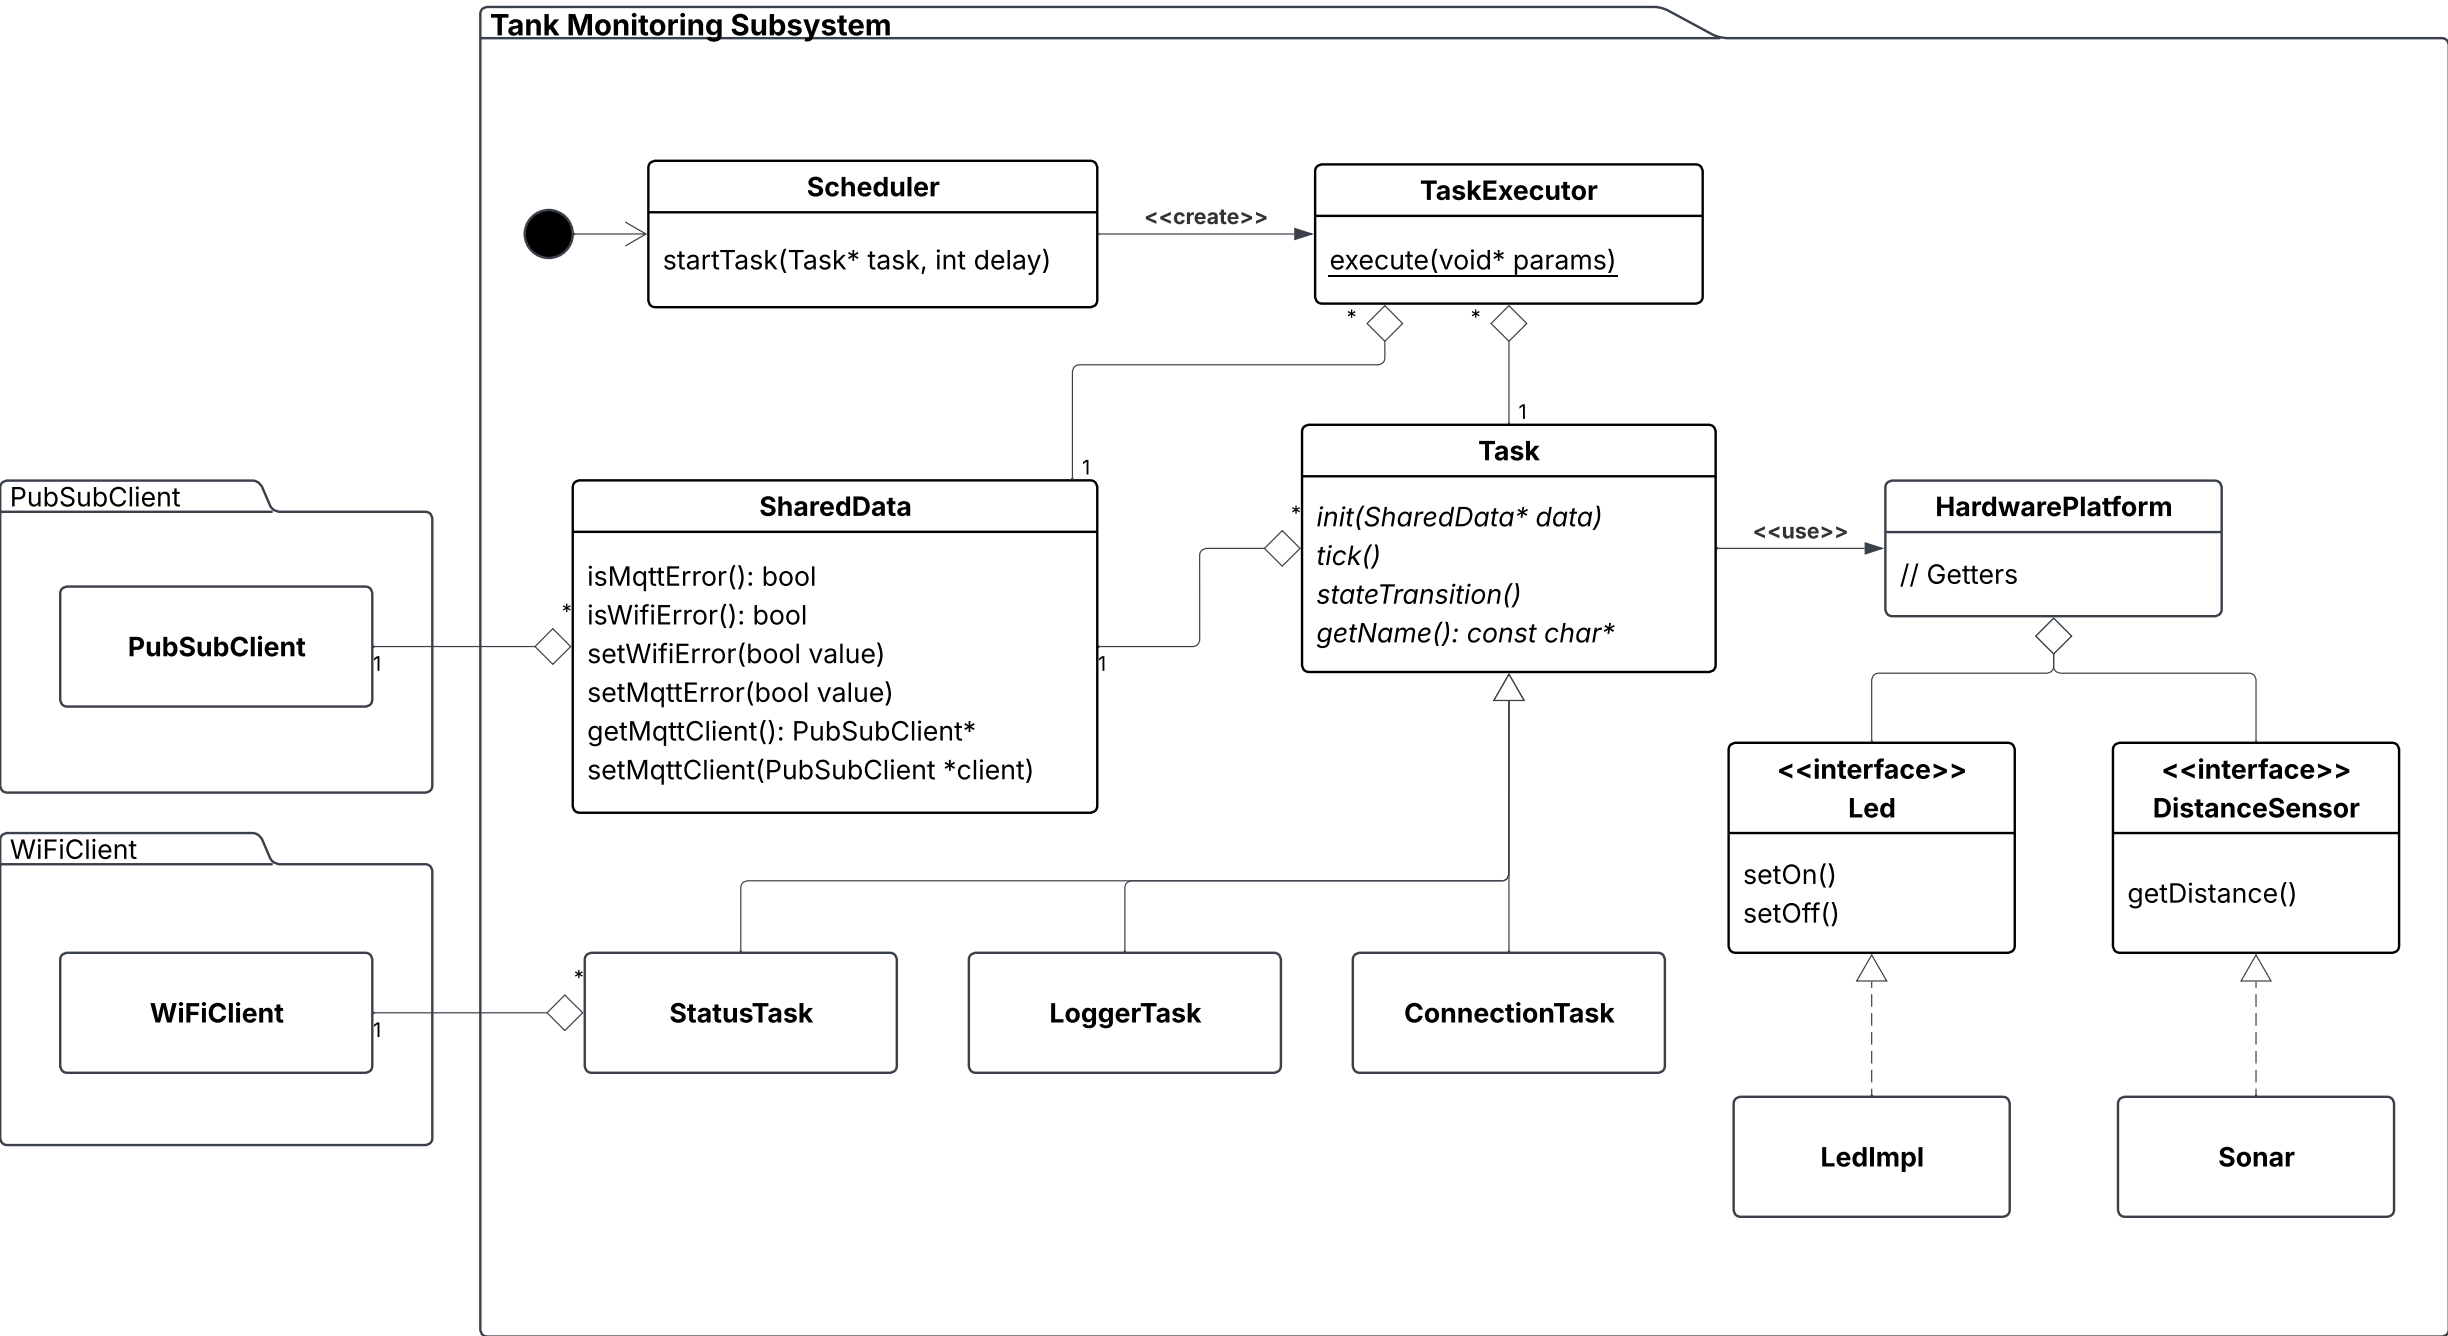 Tank Monitoring Subsystem
Scheduler
startTask(Task* task, int delay)
<<create>>
TaskExecutor
execute(void* params)
*
*
1
1
Task
init(SharedData* data)
tick()
stateTransition()
getName(): const char*
*
1
<<use>>
HardwarePlatform
// Getters
PubSubClient
PubSubClient
1
*
SharedData
isMqttError(): bool
isWifiError(): bool
setWifiError(bool value)
setMqttError(bool value)
getMqttClient(): PubSubClient*
setMqttClient(PubSubClient *client)
<<interface>>
Led
setOn()
setOff()
<<interface>>
DistanceSensor
getDistance()
WiFiClient
WiFiClient
1
*
StatusTask
LoggerTask
ConnectionTask
LedImpl
Sonar